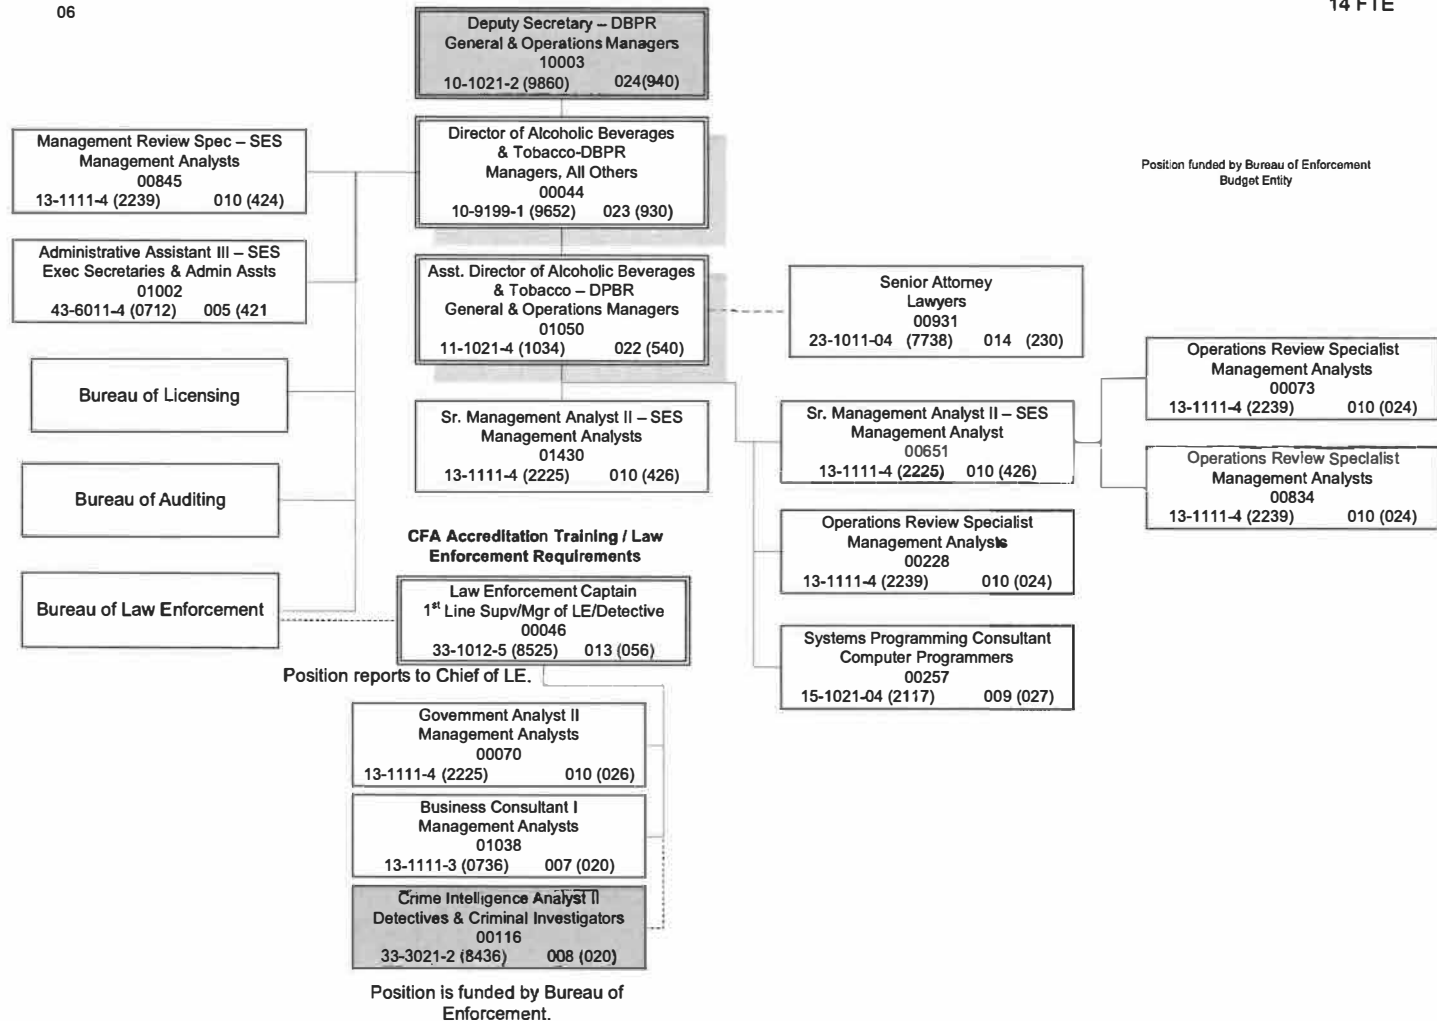 06
14 FTE
Deputy Secretary – DBPR
General & Operations Managers
10003
10-1021-2 (9860) 024(940)
Management Review Spec – SES
Management Analysts
00845
13-1111-4 (2239) 010 (424)
Director of Alcoholic Beverages
& Tobacco-DBPR
Managers, All Others
00044
10-9199-1 (9652) 023 (930)
Position funded by Bureau of Enforcement
Budget Entity
Administrative Assistant III – SES
Exec Secretaries & Admin Assts
01002
43-6011-4 (0712) 005 (421
Asst. Director of Alcoholic Beverages
& Tobacco – DPBR
General & Operations Managers
01050
11-1021-4 (1034) 022 (540)
Senior Attorney
Lawyers
00931
23-1011-04 (7738) 014 (230)
Operations Review Specialist
Management Analysts
00073
13-1111-4 (2239) 010 (024)
Bureau of Licensing
Sr. Management Analyst II – SES
Management Analysts
01430
13-1111-4 (2225) 010 (426)
Sr. Management Analyst II – SES
Management Analyst
00651
13-1111-4 (2225) 010 (426)
Operations Review Specialist
Management Analysts
00834
13-1111-4 (2239) 010 (024)
Bureau of Auditing
Operations Review Specialist
Management Analysts
00228
13-1111-4 (2239) 010 (024)
CFA Accreditation Training / Law
Enforcement Requirements
Bureau of Law Enforcement
Law Enforcement Captain
1st Line Supv/Mgr of LE/Detective
00046
33-1012-5 (8525) 013 (056)
Systems Programming Consultant
Computer Programmers
00257
15-1021-04 (2117) 009 (027)
Position reports to Chief of LE.
Government Analyst II
Management Analysts
00070
13-1111-4 (2225) 010 (026)
Business Consultant I
Management Analysts
01038
13-1111-3 (0736) 007 (020)
Crime Intelligence Analyst II
Detectives & Criminal Investigators
00116
33-3021-2 (8436) 008 (020)
Position is funded by Bureau of
Enforcement.